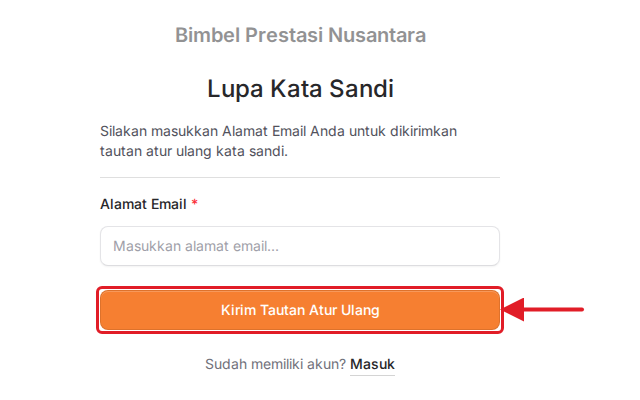 Bimbel Prestasi Nusantara
Lupa Kata Sandi
Silakan masukkan Alamat Email Anda untuk dikirimkan
tautan atur ulang kata sandi.
Alamat Email *
Masukkan alamat email...
Kirim Tautan Atur Ulang
Sudah memiliki akun? Masuk